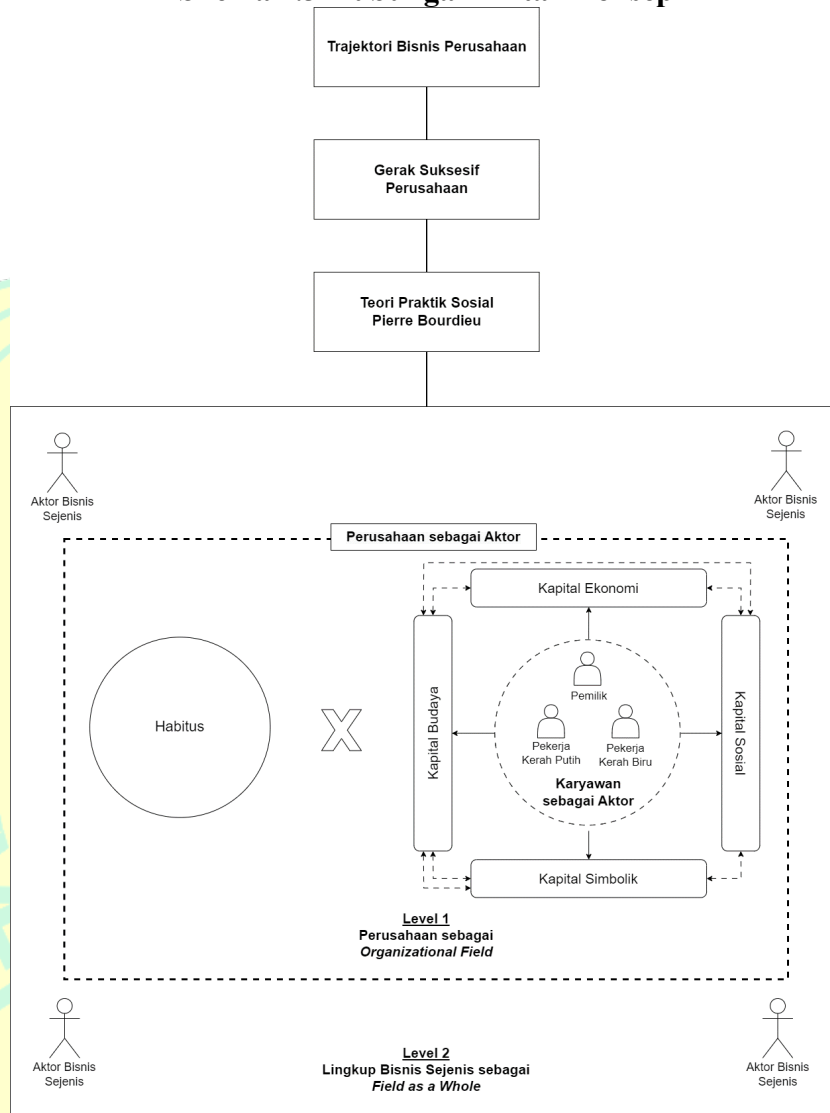 Trajektori Bisnis Perusahaan
Gerak Suksesif
Perusahaan
Teori Praktik Sosial
Pierre Bourdieu
Aktor Bisnis
Sejenis
Aktor Bisnis
Sejenis
Perusahaan sebagai Aktor
Kapital Ekonomi
Habitus
X
Kapital Budaya
Pemilik
Pekerja
Kerah Putih
Pekerja
Kerah Biru
Karyawan
sebagai Aktor
Kapital Sosial
Kapital Simbolik
Level 1
Perusahaan sebagai
Organizational Field
Aktor Bisnis
Sejenis
Aktor Bisnis
Sejenis
Level 2
Lingkup Bisnis Sejenis sebagai
Field as a Whole